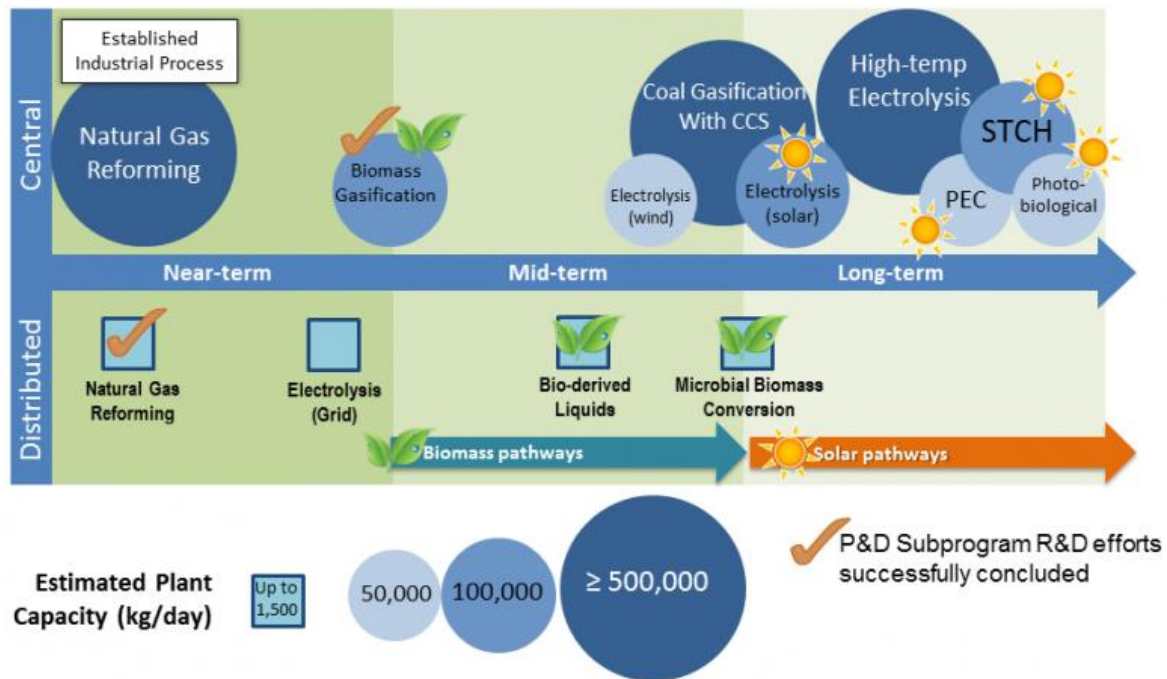 Established
Industrial Process
Central
Natural Gas
Reforming
Biomass
Gasification
Coal Gasification
With CCS
Electrolysis
(wind)
Electrolysis
(solar)
High-temp
Electrolysis
STCH
PEC
Photo-
biological
Near-term
Mid-term
Long-term
Distributed
Natural Gas
Reforming
Electrolysis
(Grid)
Bio-derived
Liquids
Microbial Biomass
Conversion
Biomass pathways
Solar pathways
Estimated Plant
Capacity (kg/day)
Up to
1,500
50,000
100,000
≥ 500,000
P&D Subprogram R&D efforts
successfully concluded